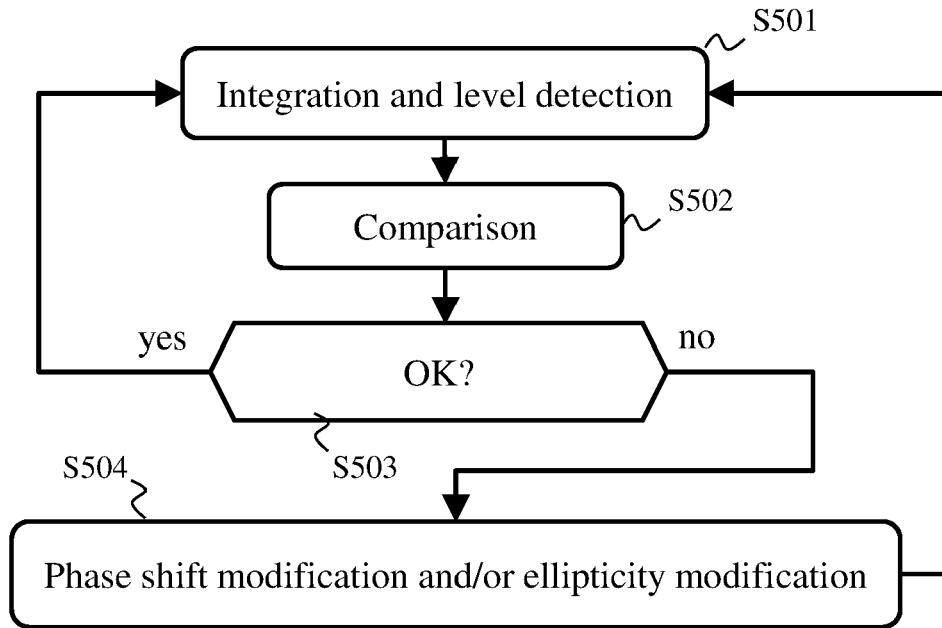 S501
Integration and level detection
S502
Comparison
yes
no
OK?
S503
S504
Phase shift modification and/or ellipticity modification